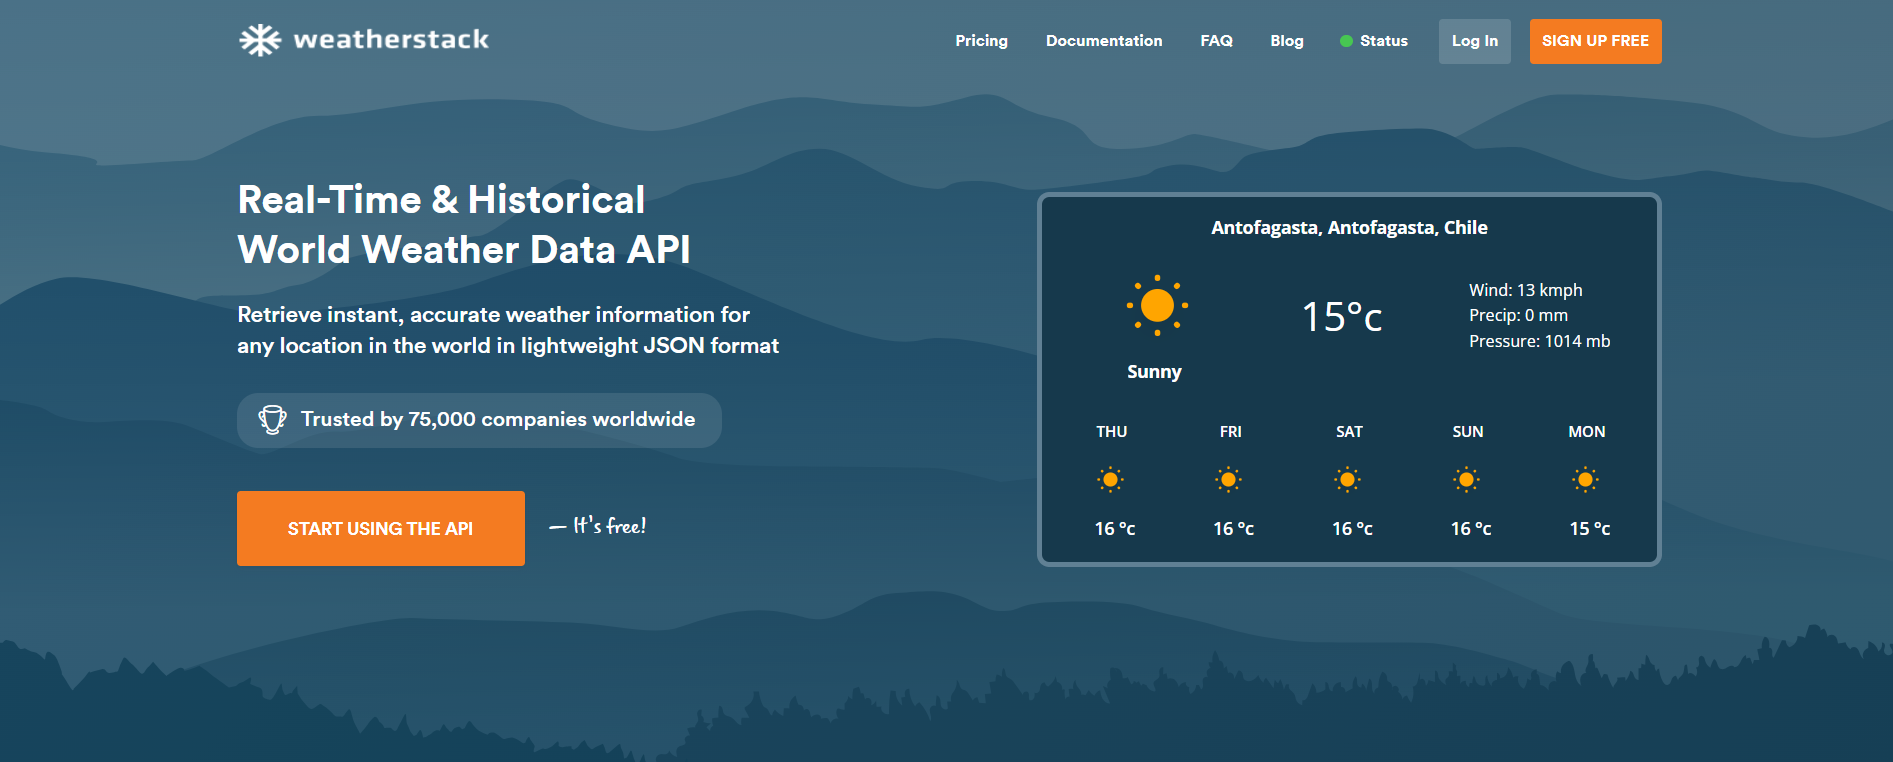 weatherstack
Pricing
Documentation
FAQ
Blog
Status
Log In
SIGN UP FREE
Real-Time & Historical
World Weather Data API
Retrieve instant, accurate weather information for
any location in the world in lightweight JSON format
Trusted by 75,000 companies worldwide
START USING THE API
— It's free!
Antofagasta, Antofagasta, Chile
Sunny
15°c
Wind: 13 kmph
Precip: 0 mm
Pressure: 1014 mb
THU FRI SAT SUN MON
16 °c 16 °c 16 °c 16 °c 15 °c